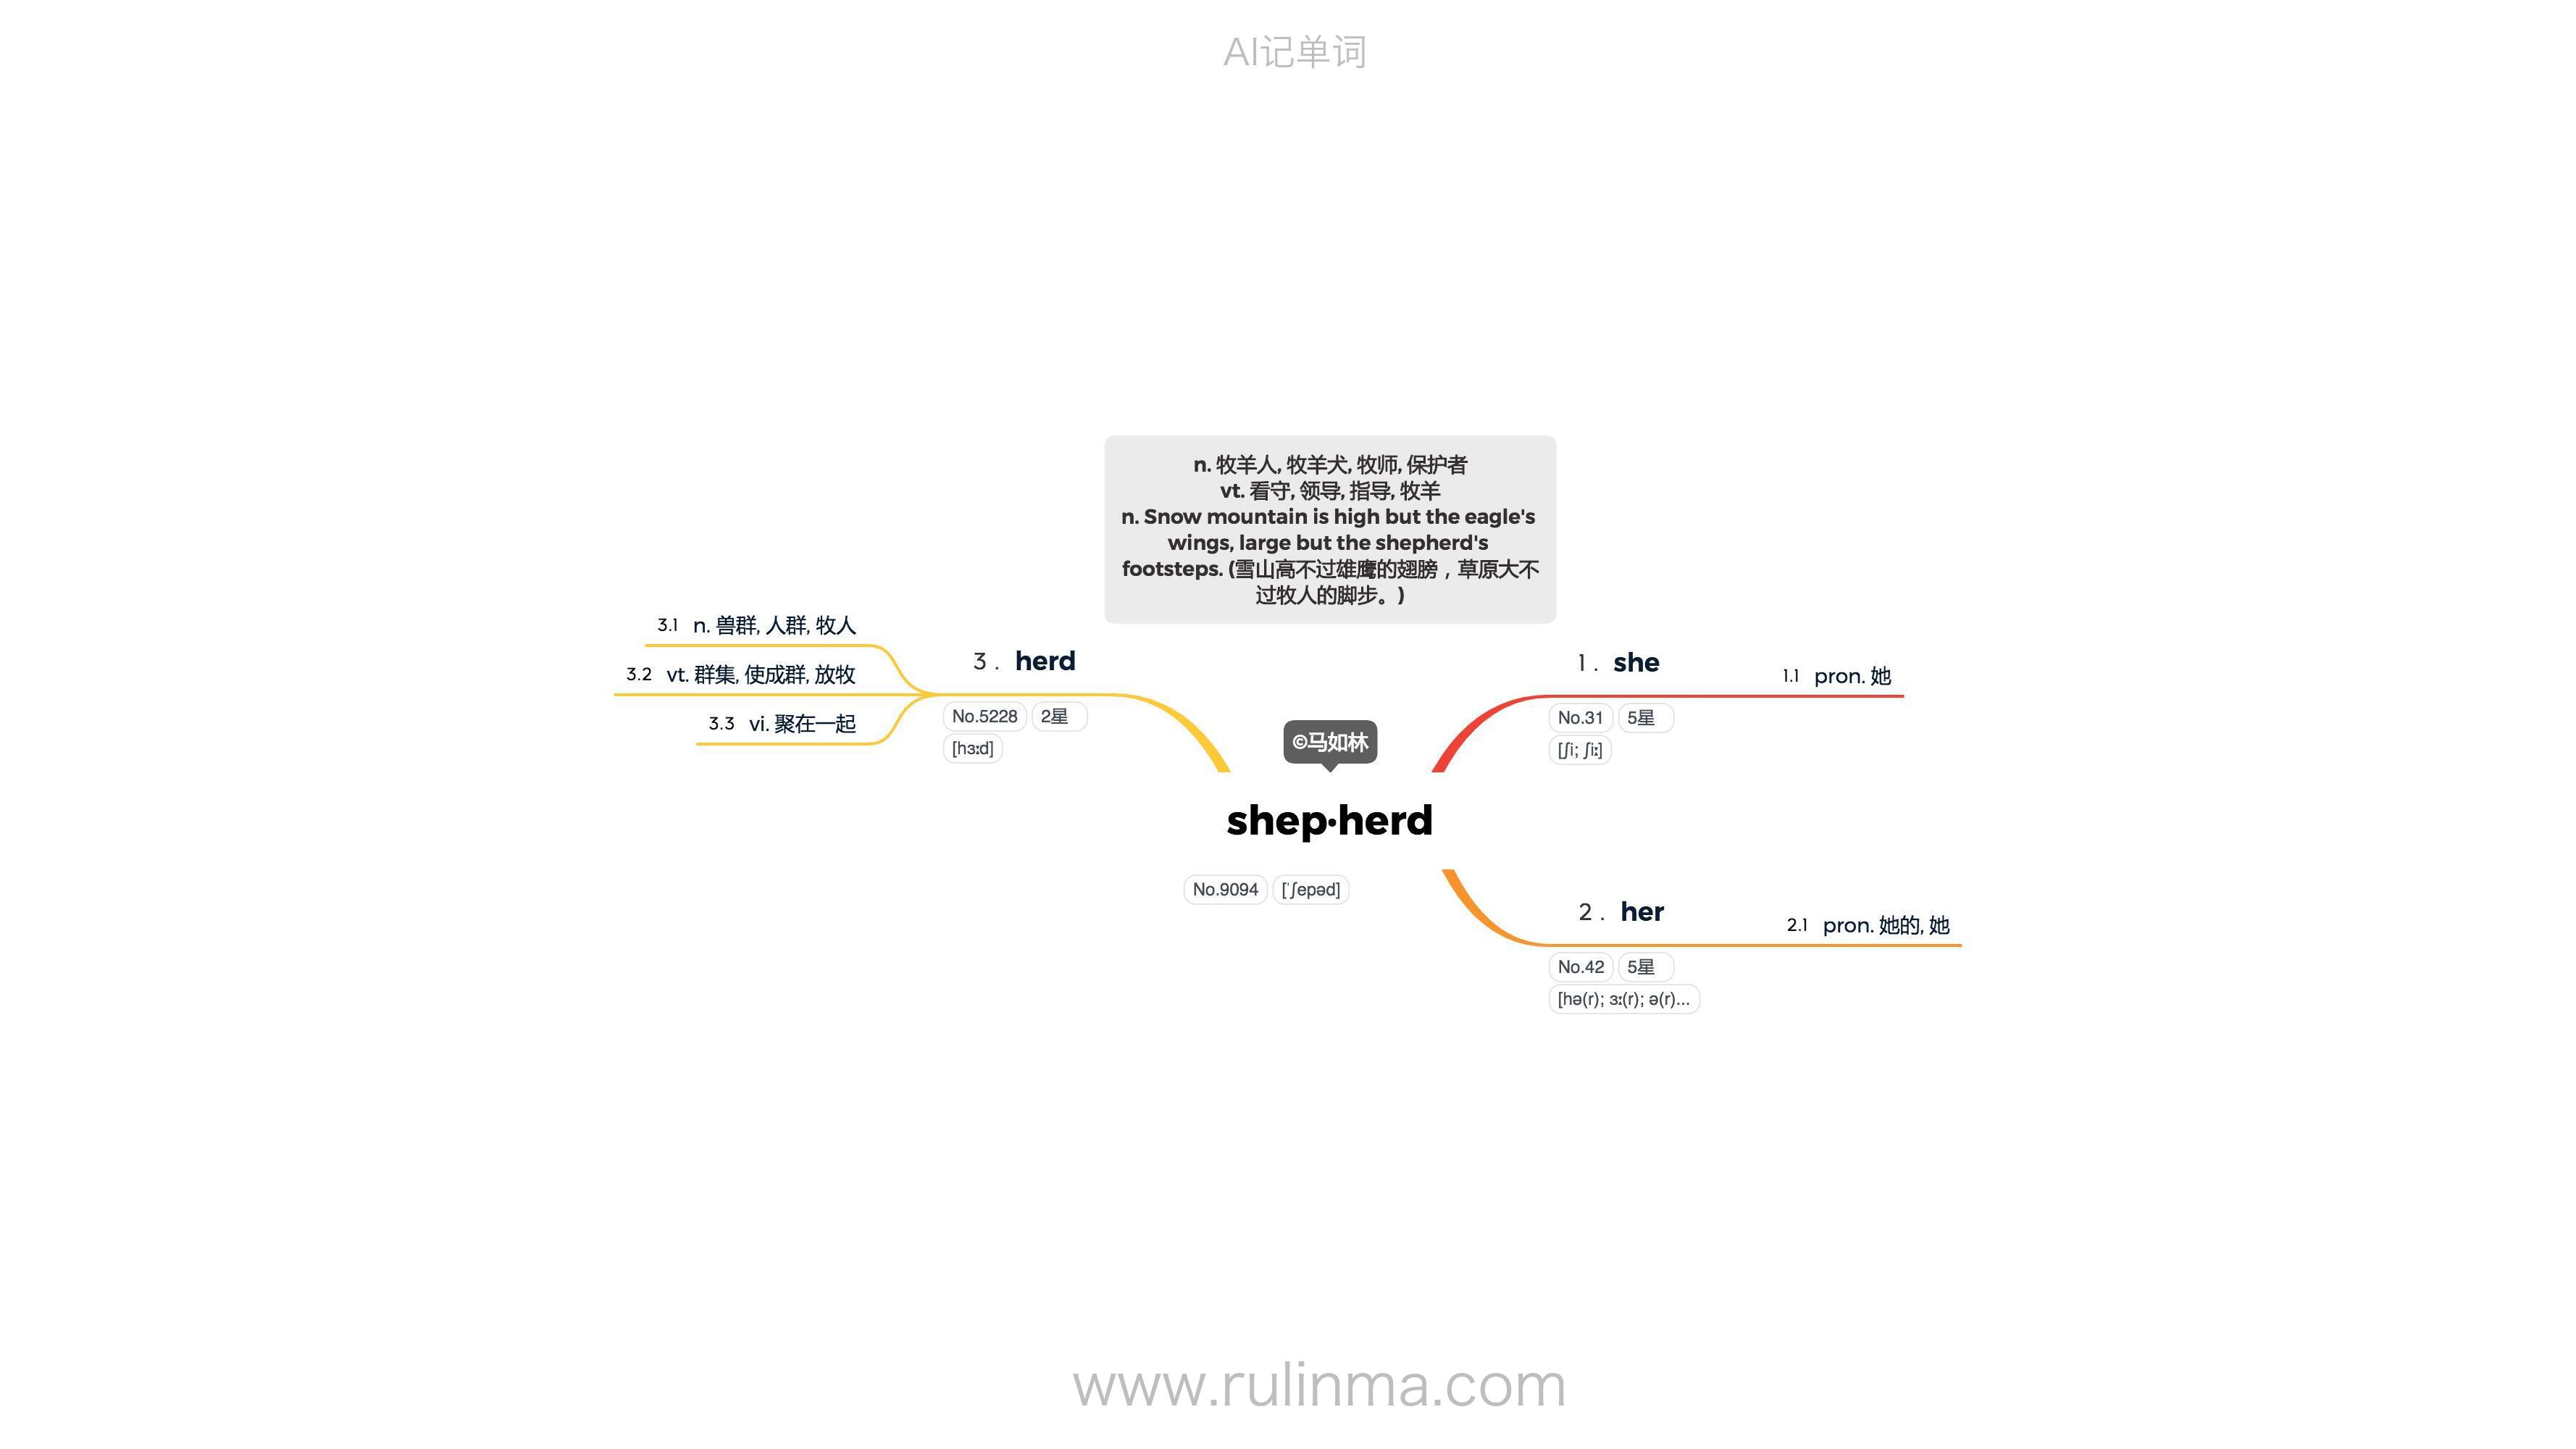 AI记单词
n. 牧羊人, 牧羊犬, 牧师, 保护者
vt. 看守, 领导, 指导, 牧羊
n. Snow mountain is high but the eagle's
wings, large but the shepherd's
footsteps. (雪山高不过雄鹰的翅膀，草原大不
过牧人的脚步。)
3.1 n. 兽群, 人群, 牧人
3.2 vt. 群集, 使成群, 放牧
3.3 vi. 聚在一起
3. herd
No.5228 2星
[hɜːd]
©马如林
shep·herd
No.9094 [ˈʃepəd]
1. she
1.1 pron. 她
No.31 5星
[ʃi; ʃiː]
2. her
2.1 pron. 她的, 她
No.42 5星
[hə(r); ɜː(r); ə(r)...
www.rulinma.com